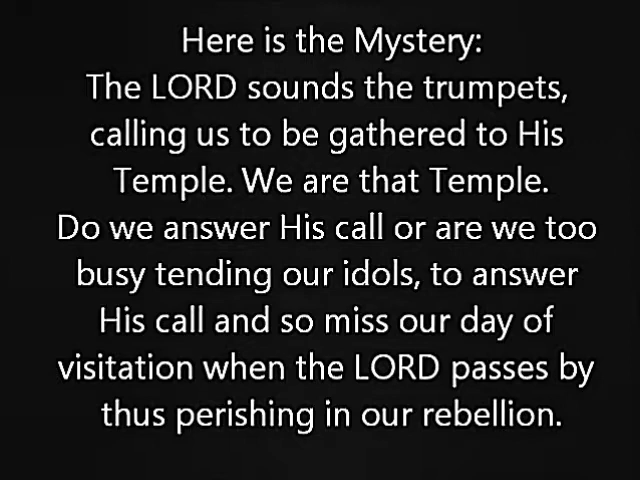 Here is the Mystery:
The LORD sounds the trumpets,
calling us to be gathered to His
Temple. We are that Temple.
Do we answer His call or are we too
busy tending our idols, to answer
His call and so miss our day of
visitation when the LORD passes by
thus perishing in our rebellion.